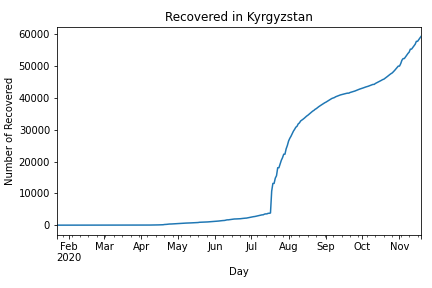 Recovered in Kyrgyzstan
Number of Recovered
60000
50000
40000
30000
20000
10000
0
Feb Mar Apr May Jun Jul Aug Sep Oct Nov
2020
Day